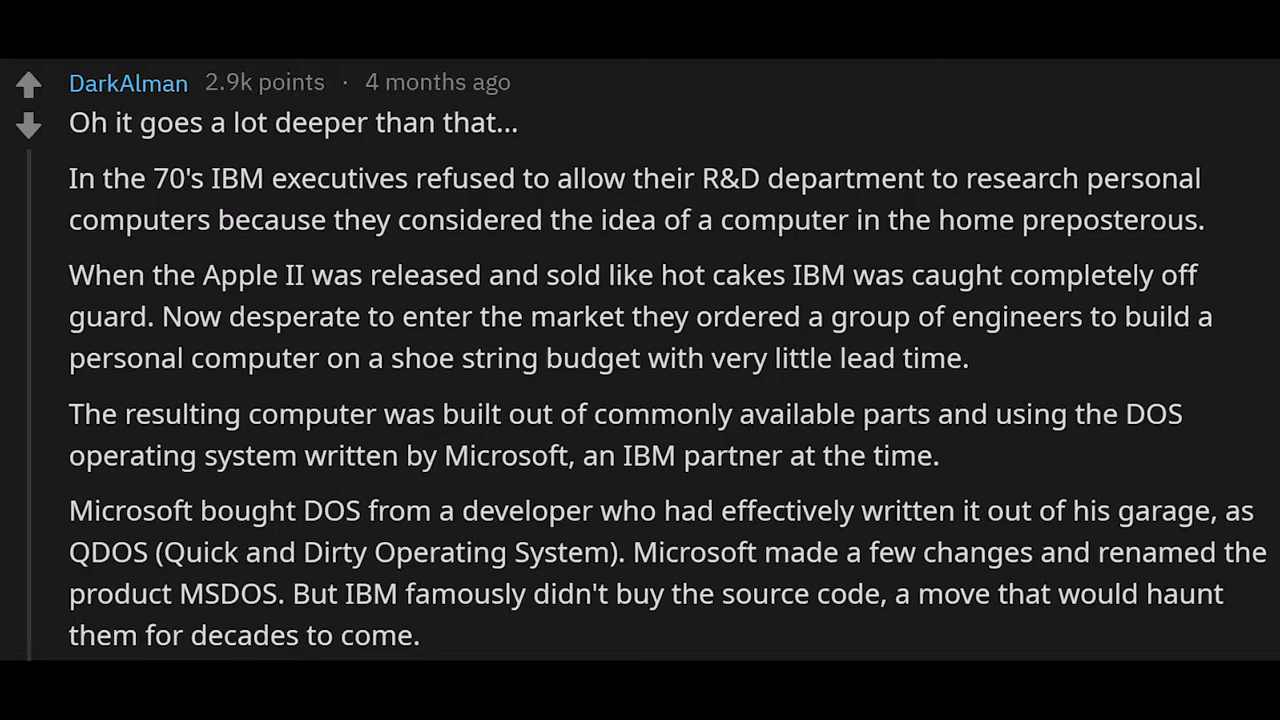 DarkAlman 2.9k points · 4 months ago
Oh it goes a lot deeper than that...
In the 70's IBM executives refused to allow their R&D department to research personal
computers because they considered the idea of a computer in the home preposterous.
When the Apple II was released and sold like hot cakes IBM was caught completely off
guard. Now desperate to enter the market they ordered a group of engineers to build a
personal computer on a shoe string budget with very little lead time.
The resulting computer was built out of commonly available parts and using the DOS
operating system written by Microsoft, an IBM partner at the time.
Microsoft bought DOS from a developer who had effectively written it out of his garage, as
QDOS (Quick and Dirty Operating System). Microsoft made a few changes and renamed the
product MSDOS. But IBM famously didn't buy the source code, a move that would haunt
them for decades to come.